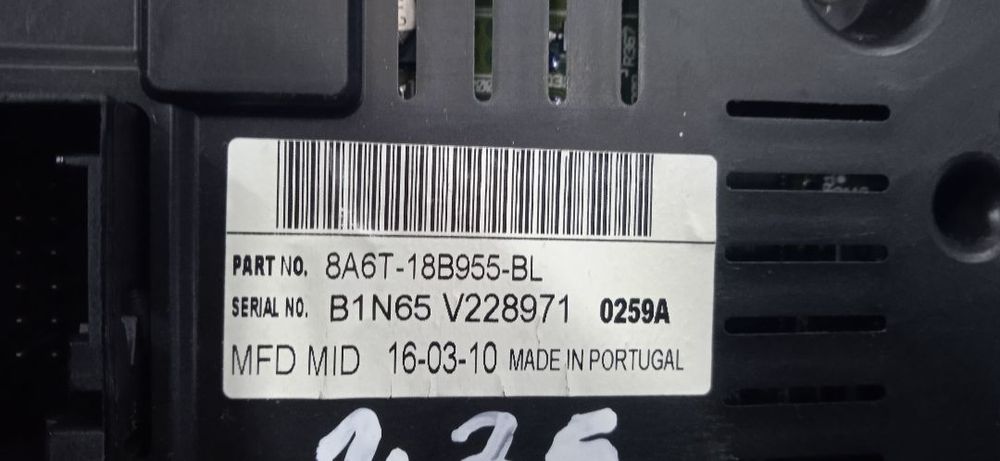 PART NO. 8A6T-18B955-BL
SERIAL NO. B1N65 V228971 0259A
MFD MID 16-03-10 MADE IN PORTUGAL